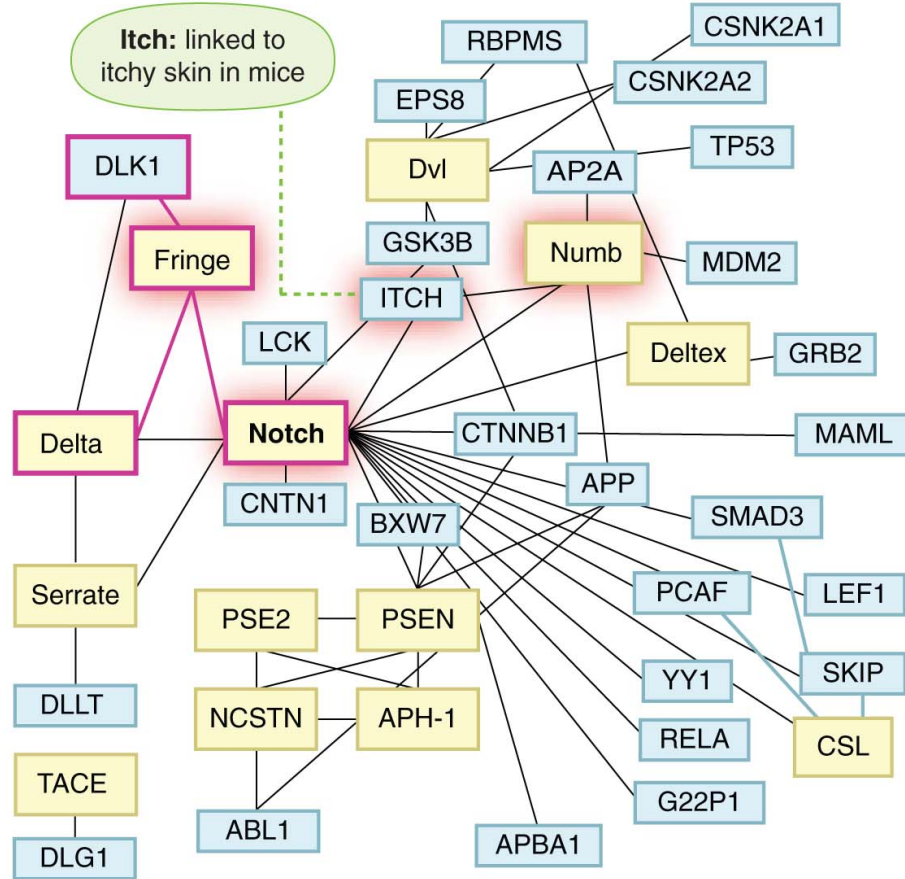 Itch: linked to
itchy skin in mice
RBPMS
CSNK2A1
CSNK2A2
EPS8
TP53
DLK1
Dvl
AP2A
Fringe
GSK3B
Numb
MDM2
ITCH
LCK
Deltex
GRB2
Delta
Notch
CTNNB1
MAML
CNTN1
APP
BXW7
SMAD3
Serrate
PSE2
PSEN
PCAF
LEF1
DLLT
NCSTN
APH-1
YY1
SKIP
TACE
RELA
CSL
ABL1
G22P1
DLG1
APBA1